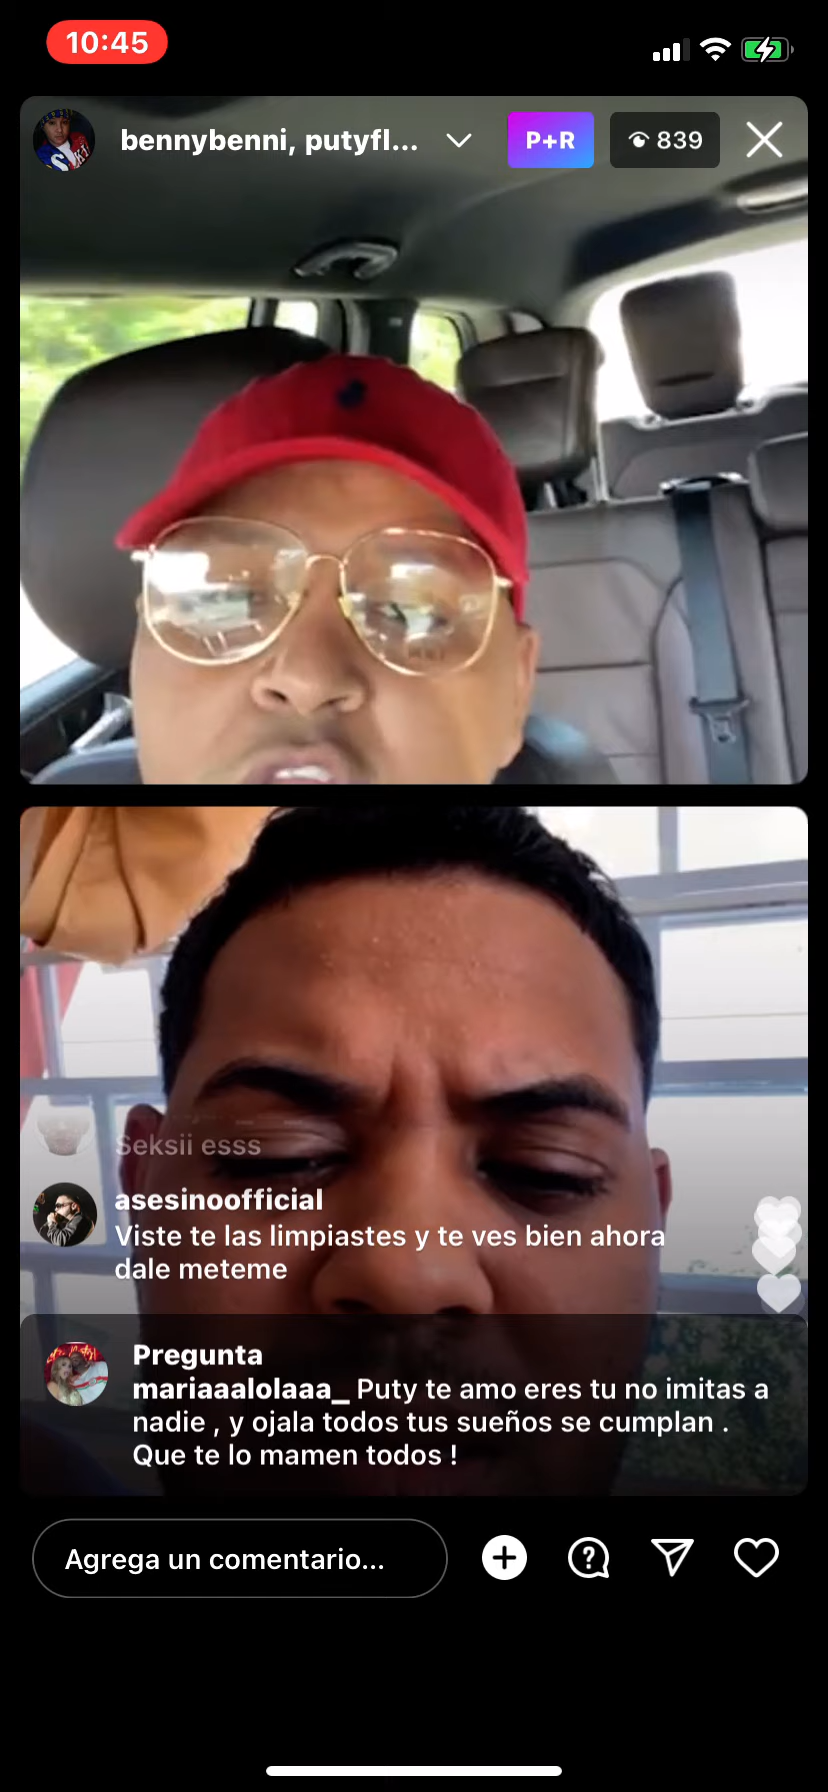 10:45
bennybenni, putyfl...
P+R
839
Seksii esss
asesinoofficial
Viste te las limpiastes y te ves bien ahora
dale meteme
Pregunta
mariaaalolaaa_ Puty te amo eres tu no imitas a
nadie , y ojala todos tus sueños se cumplan .
Que te lo mamen todos !
Agrega un comentario...